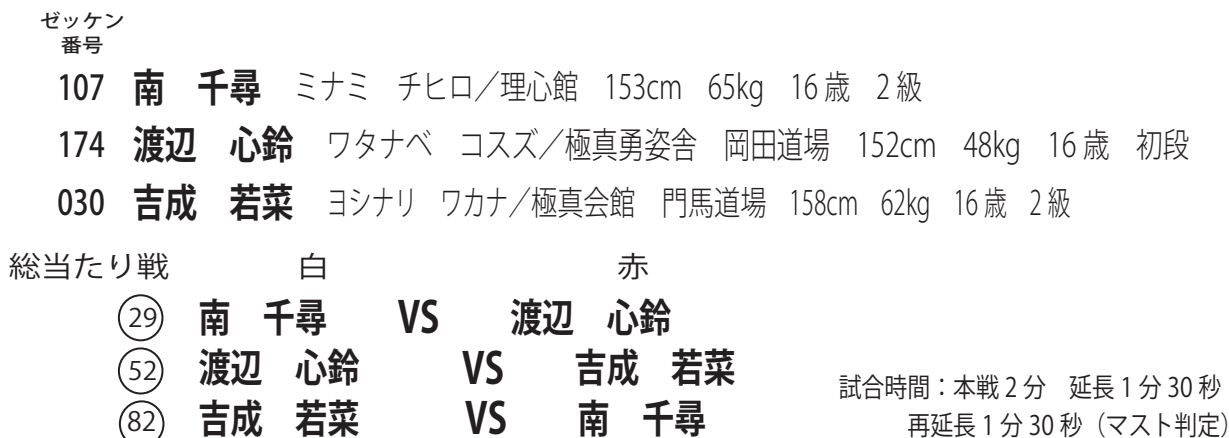 ゼッケン
番号
107 南 千尋 ミナミ チヒロ／理心館 153cm 65kg 16歳 2級
174 渡辺 心鈴 ワタナベ コスズ／極真勇姿舎 岡田道場 152cm 48kg 16歳 初段
030 吉成 若菜 ヨシナリ ワカナ／極真会館 門馬道場 158cm 62kg 16歳 2級
総当たり戦 白 赤
㉙ 南 千尋 VS 渡辺 心鈴
52 渡辺 心鈴 VS 吉成 若菜
82 吉成 若菜 VS 南 千尋
試合時間：本戦2分 延長1分30秒
再延長1分30秒（マスト判定）